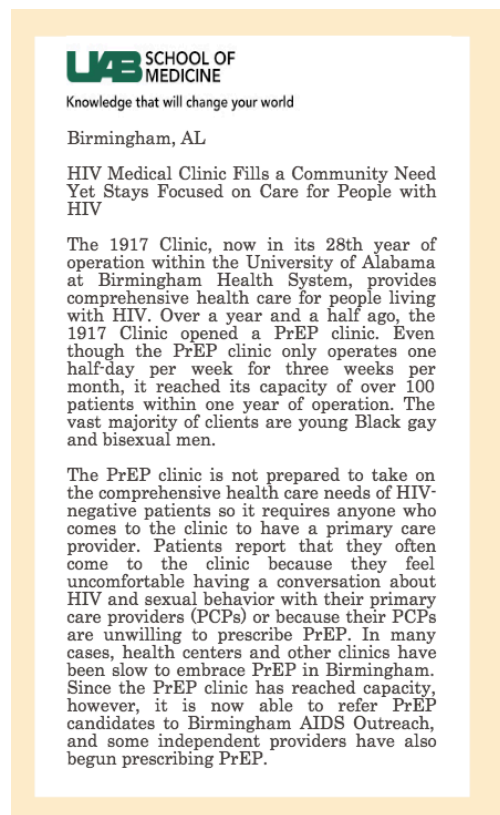 UAB SCHOOL OF
MEDICINE
Knowledge that will change your world
Birmingham, AL
HIV Medical Clinic Fills a Community Need
Yet Stays Focused on Care for People with
HIV
The 1917 Clinic, now in its 28th year of
operation within the University of Alabama
at Birmingham Health System, provides
comprehensive health care for people living
with HIV. Over a year and a half ago, the
1917 Clinic opened a PrEP clinic. Even
though the PrEP clinic only operates one
half-day per week for three weeks per
month, it reached its capacity of over 100
patients within one year of operation. The
vast majority of clients are young Black gay
and bisexual men.
The PrEP clinic is not prepared to take on
the comprehensive health care needs of HIV-
negative patients so it requires anyone who
comes to the clinic to have a primary care
provider. Patients report that they often
come to the clinic because they feel
uncomfortable having a conversation about
HIV and sexual behavior with their primary
care providers (PCPs) or because their PCPs
are unwilling to prescribe PrEP. In many
cases, health centers and other clinics have
been slow to embrace PrEP in Birmingham.
Since the PrEP clinic has reached capacity,
however, it is now able to refer PrEP
candidates to Birmingham AIDS Outreach,
and some independent providers have also
begun prescribing PrEP.